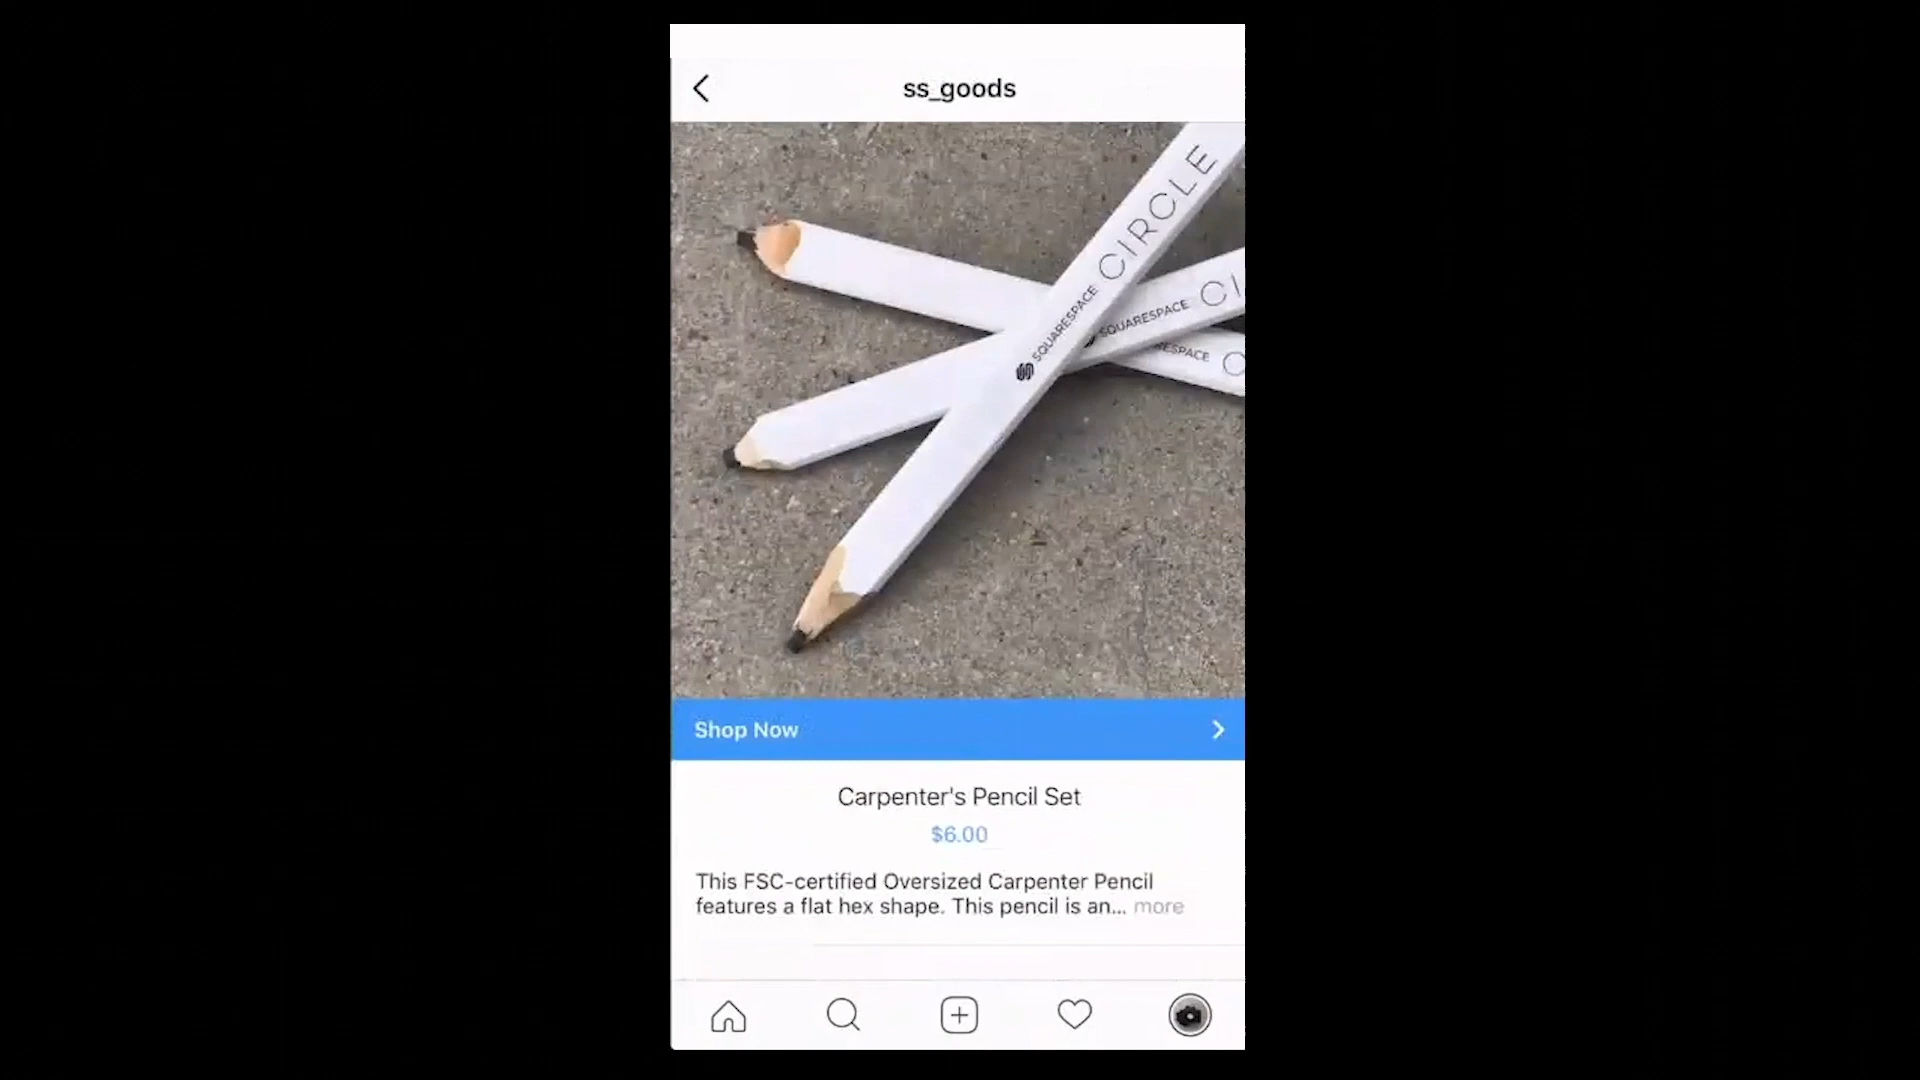 ss_goods
SQUARESPACE CIRCLE
SQUARESPACE CI
ESPACE C
Shop Now
Carpenter's Pencil Set
$6.00
This FSC-certified Oversized Carpenter Pencil
features a flat hex shape. This pencil is an... more